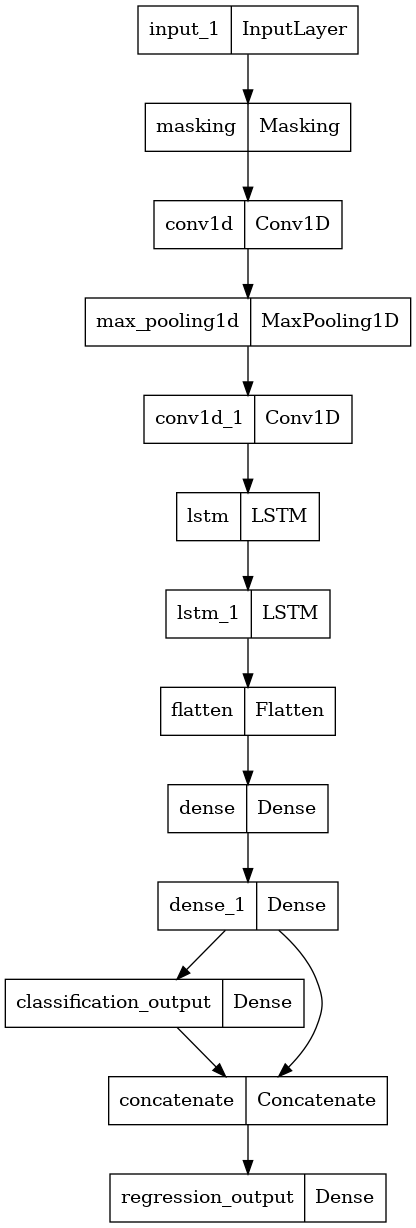 input_1 InputLayer
masking Masking
conv1d Conv1D
max_pooling1d MaxPooling1D
conv1d_1 Conv1D
lstm LSTM
lstm_1 LSTM
flatten Flatten
dense Dense
dense_1 Dense
classification_output Dense
concatenate Concatenate
regression_output Dense